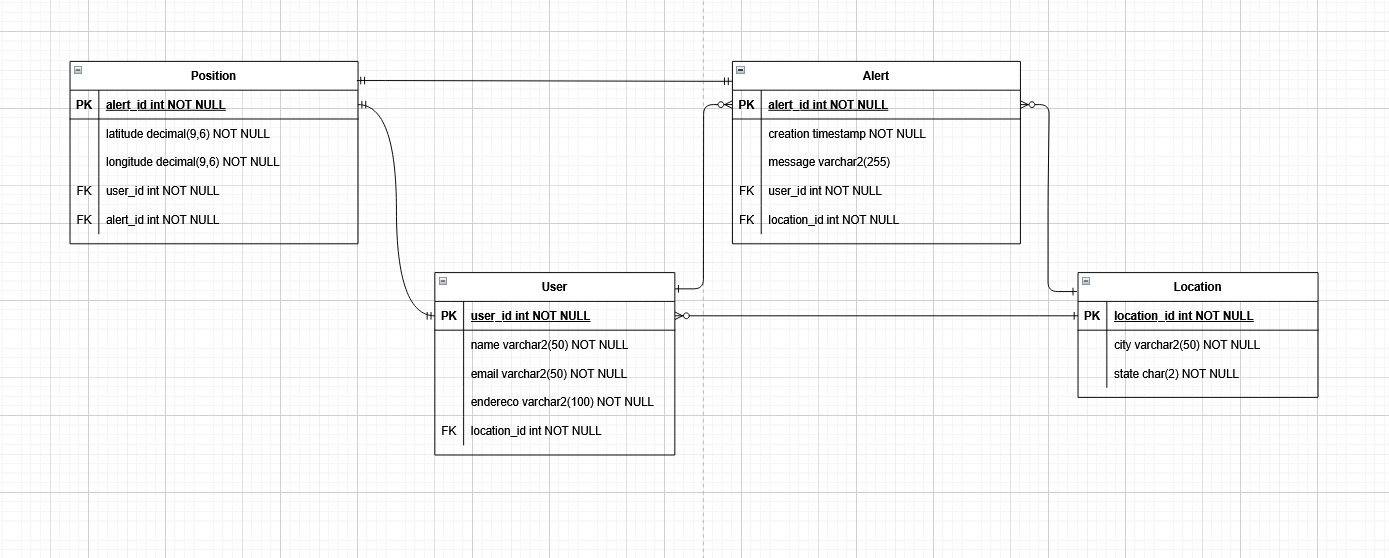 Position
PK alert_id int NOT NULL
latitude decimal(9,6) NOT NULL
longitude decimal(9,6) NOT NULL
FK user_id int NOT NULL
FK alert_id int NOT NULL
Alert
PK alert_id int NOT NULL
creation timestamp NOT NULL
message varchar2(255)
FK user_id int NOT NULL
FK location_id int NOT NULL
User
PK user_id int NOT NULL
name varchar2(50) NOT NULL
email varchar2(50) NOT NULL
endereco varchar2(100) NOT NULL
FK location_id int NOT NULL
Location
PK location_id int NOT NULL
city varchar2(50) NOT NULL
state char(2) NOT NULL